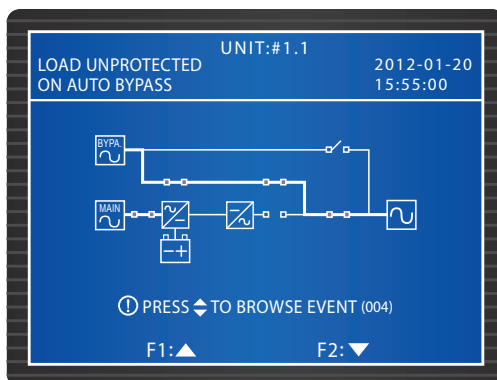 UNIT:#1.1
LOAD UNPROTECTED
ON AUTO BYPASS
2012-01-20
15:55:00
BYPA.
MAIN
PRESS TO BROWSE EVENT (004)
F1: F2: